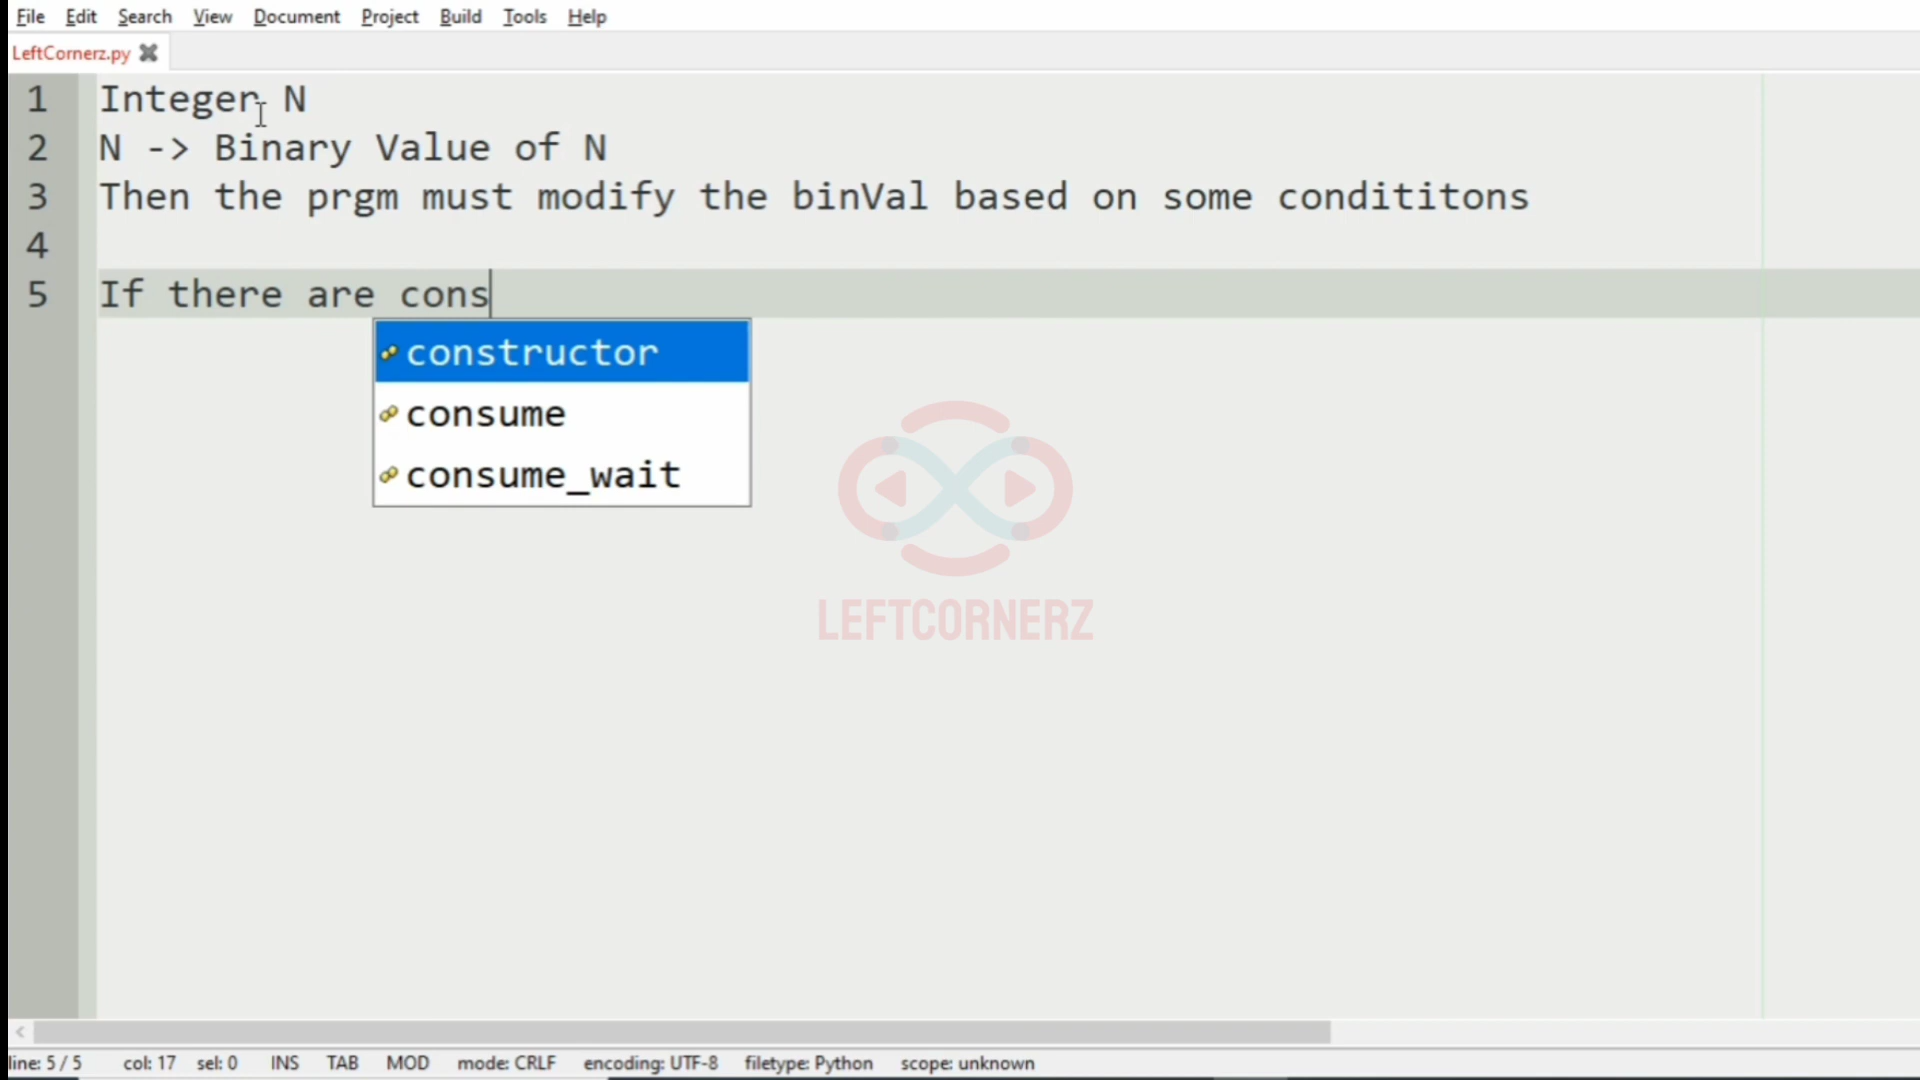 File Edit Search View Document Project Build Tools Help
LeftCornerz.py
1 Integer N
2 N -> Binary Value of N
3 Then the prgm must modify the binVal based on some condititons
4
5 If there are cons
constructor
consume
consume_wait
LEFTCORNERZ
line: 5 / 5 col: 17 sel: 0 INS TAB MOD mode: CRLF encoding: UTF-8 filetype: Python scope: unknown